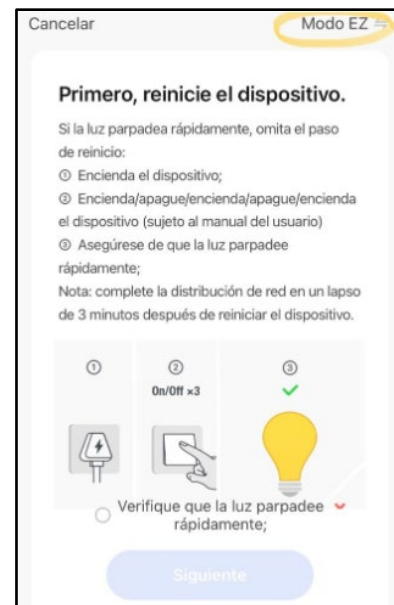 Cancelar Modo EZ
Primero, reinicie el dispositivo.
Si la luz parpadea rápidamente, omita el paso
de reinicio:
① Encienda el dispositivo;
② Encienda/apague/encienda/apague/encienda
el dispositivo (sujeto al manual del usuario)
③ Asegúrese de que la luz parpadee
rápidamente;
Nota: complete la distribución de red en un lapso
de 3 minutos después de reiniciar el dispositivo.
① ② ③
On/Off ×3
Verifique que la luz parpadee
rápidamente;
Siguiente